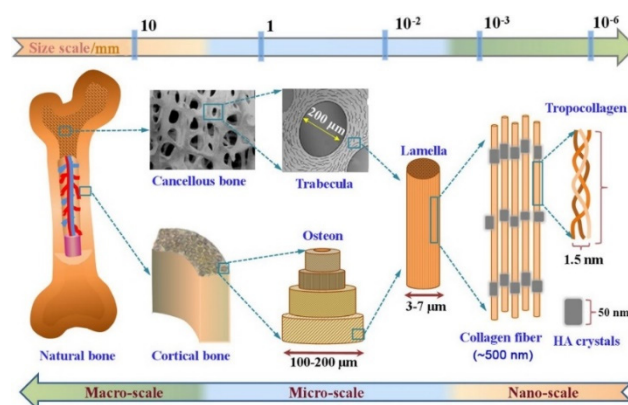 10 1 10-2 10-3 10-6
Size scale/mm
Tropocollagen
200 μm
Lamella
Cancellous bone
Trabecula
Osteon
1.5 nm
3-7 μm
50 nm
Natural bone
Cortical bone
100-200 μm
Collagen fiber
(~500 nm)
HA crystals
Macro-scale
Micro-scale
Nano-scale